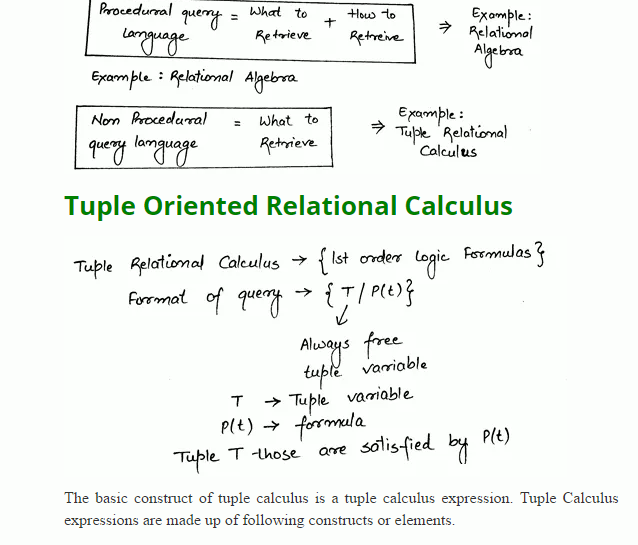 Procedural query = What to + How to ⇒ Example:
Language Retrieve Retreive Relational
Algebra
Example : Relational Algebra
Non Procedural = What to ⇒ Example:
query language Retrieve Tuple Relational
Calculus
Tuple Oriented Relational Calculus
Tuple Relational Calculus → {1st order Logic Formulas}
Format of query → {T/P(t)}
Always free
tuple variable
T → Tuple variable
P(t) → formula
Tuple T those are satisfied by P(t)
The basic construct of tuple calculus is a tuple calculus expression. Tuple Calculus
expressions are made up of following constructs or elements.